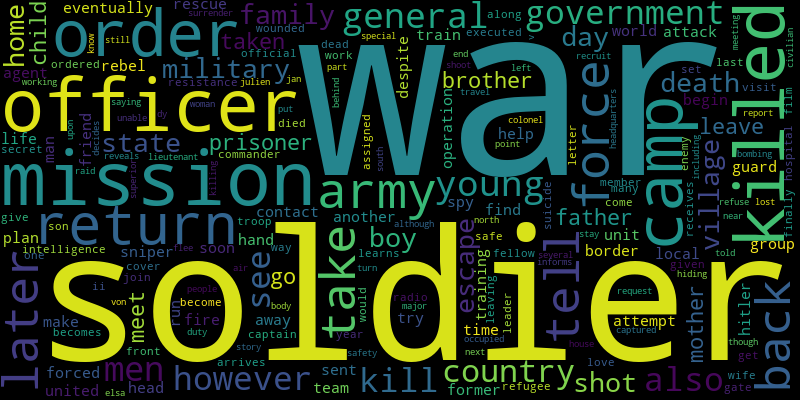 war
soldier
officer
mission
order
return
army
camp
killed
force
general
government
military
family
young
country
kill
shot
take
tell
later
back
men
however
also
state
prisoner
brother
day
death
leave
father
boy
village
escape
see
go
home
child
eventually
rescue
surrender
along
executed
special
know
still
wounded
train
world
attack
meeting
civilian
taken
official
dead
work
end
shoot
left
recruit
set
last
agent
ordered
rebel
resistance
julien
jan
part
despite
behind
travel
headquarters
visit
begin
film
working
saying
woman
put
operation
colonel
point
help
letter
report
guard
hospital
bombing
life
unable
dy
died
assigned
south
lieutenant
commander
member
many
enemy
including
refuse
lost
near
finally
secret
man
friend
upon
decides
reveals
superior
killing
raid
contact
spy
find
suicide
come
receives
hiding
told
group
give
son
troop
another
although
north
safe
stay
unit
local
plan
one
intelligence
soon
hand
way
sniper
learns
turn
fellow
several
informs
border
given
mother
cover
join
flee
air
would
training
leaving
leader
request
hitler
though
ii
von
become
people
body
radio
major
time
occupied
attempt
captured
get
make
meet
run
duty
fire
away
try
next
house
becomes
front
captain
story
year
safety
love
wife
gate
forced
arrives
sent
former
refugee
united
head
elsa
team